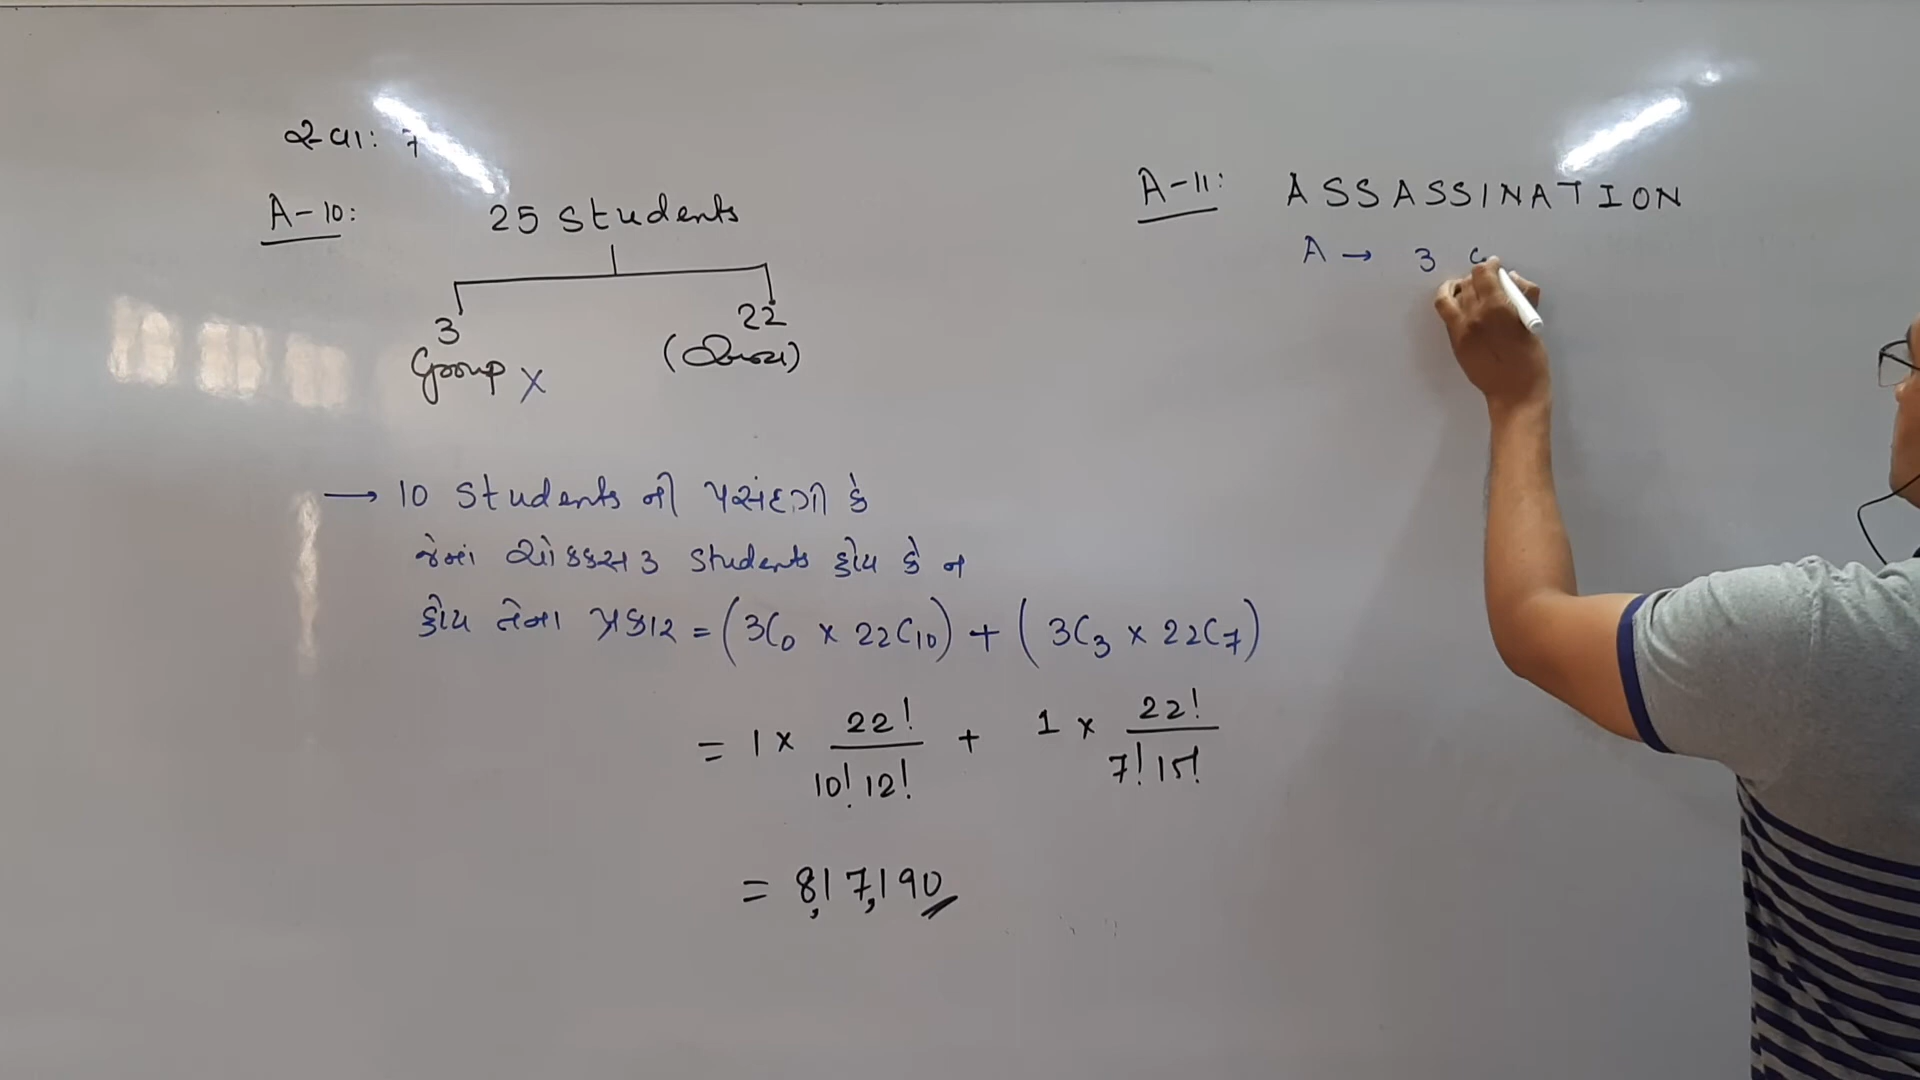 સ્વા: 7
A-10: 25 Students
3 22
Group X (અન્ય)
→ 10 Students ની પસંદગી કે
જેમાં ચોક્કસ 3 Students હોય કે ન
હોય તેના પ્રકાર = (3C₀ × 22C₁₀) + (3C₃ × 22C₇)
= 1 × 22! / 10! 12! + 1 × 22! / 7! 15!
= 8,17,190
A-11: ASSASSINATION
A → 3